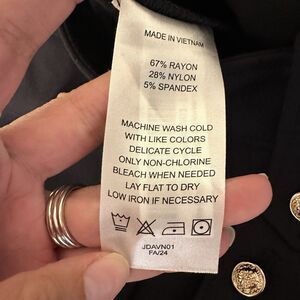 MADE IN VIETNAM
67% RAYON
28% NYLON
5% SPANDEX
MACHINE WASH COLD
WITH LIKE COLORS
DELICATE CYCLE
ONLY NON-CHLORINE
BLEACH WHEN NEEDED
LAY FLAT TO DRY
LOW IRON IF NECESSARY
JDAVN01
FA/24